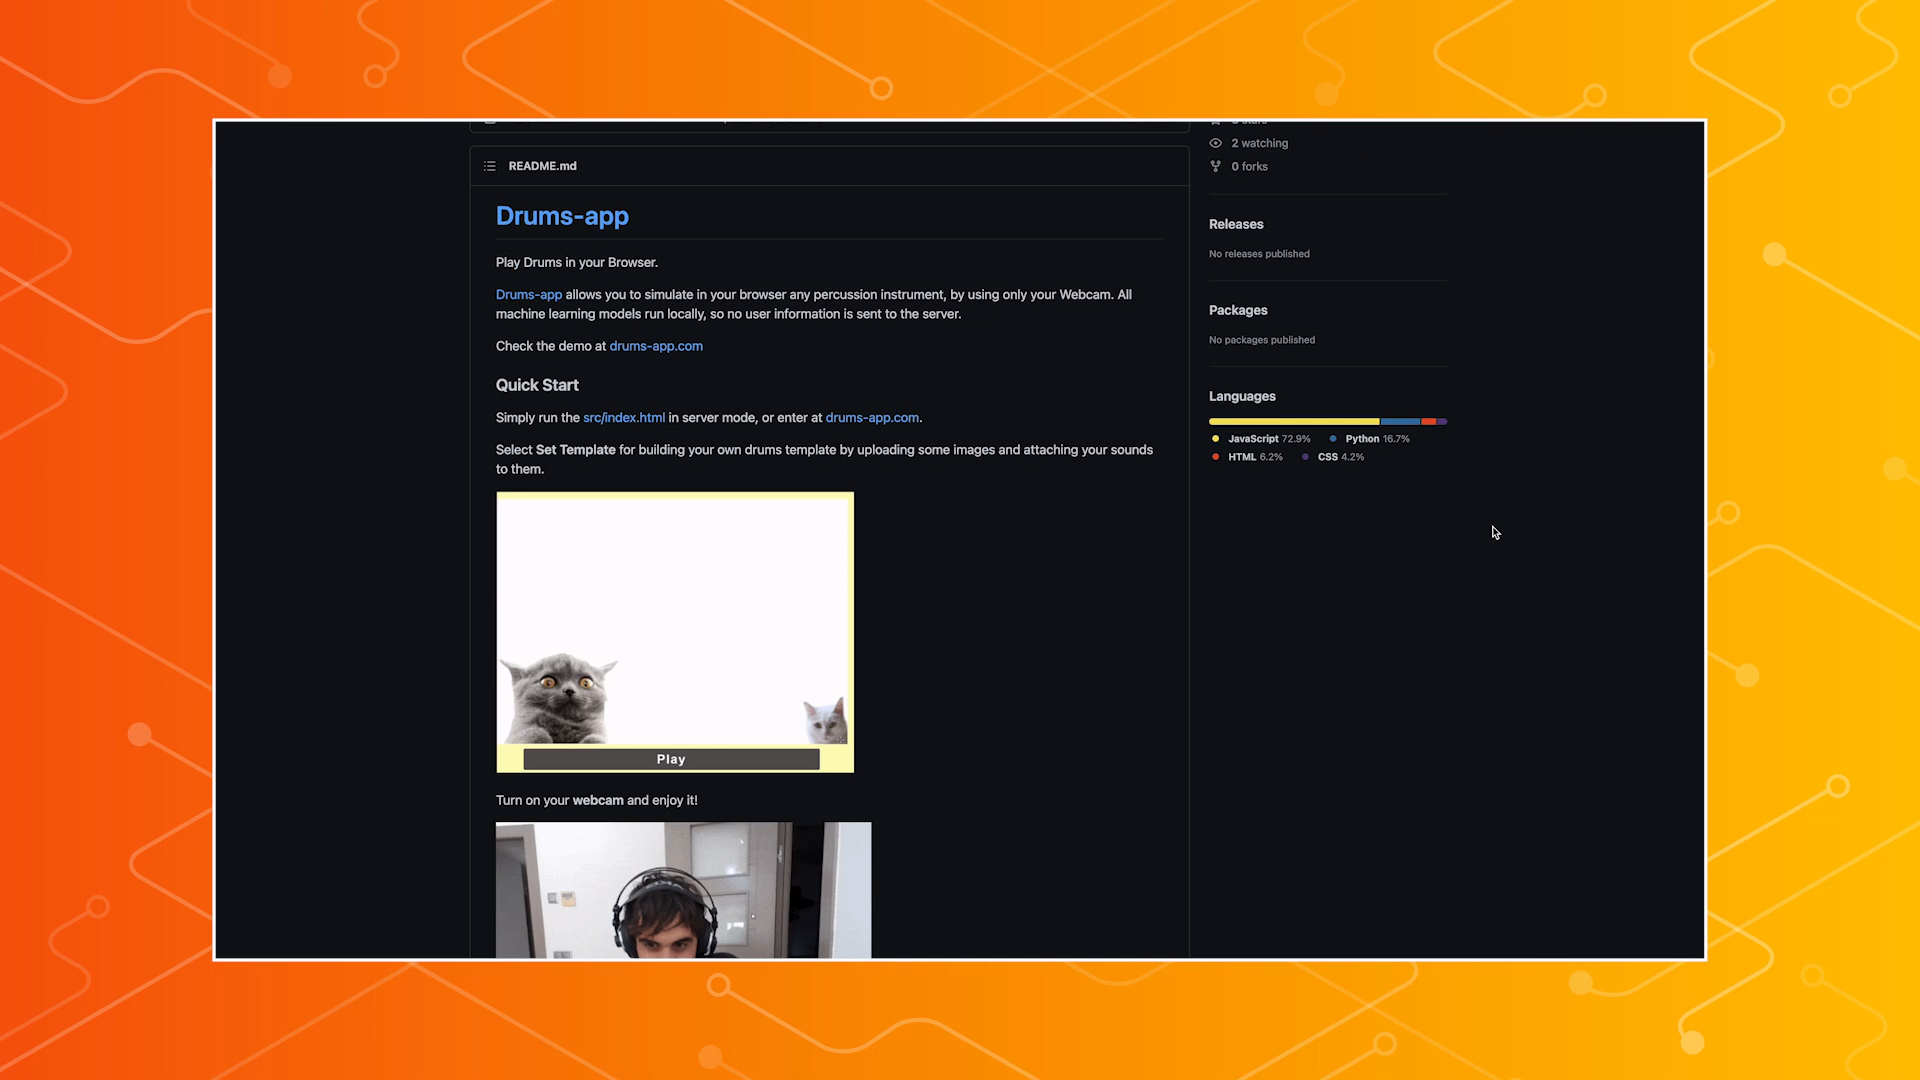 README.md
Drums-app
Play Drums in your Browser.
Drums-app allows you to simulate in your browser any percussion instrument, by using only your Webcam. All
machine learning models run locally, so no user information is sent to the server.
Check the demo at drums-app.com
Quick Start
Simply run the src/index.html in server mode, or enter at drums-app.com.
Select Set Template for building your own drums template by uploading some images and attaching your sounds
to them.
Play
Turn on your webcam and enjoy it!
2 watching
0 forks
Releases
No releases published
Packages
No packages published
Languages
JavaScript 72.9% Python 16.7%
HTML 6.2% CSS 4.2%